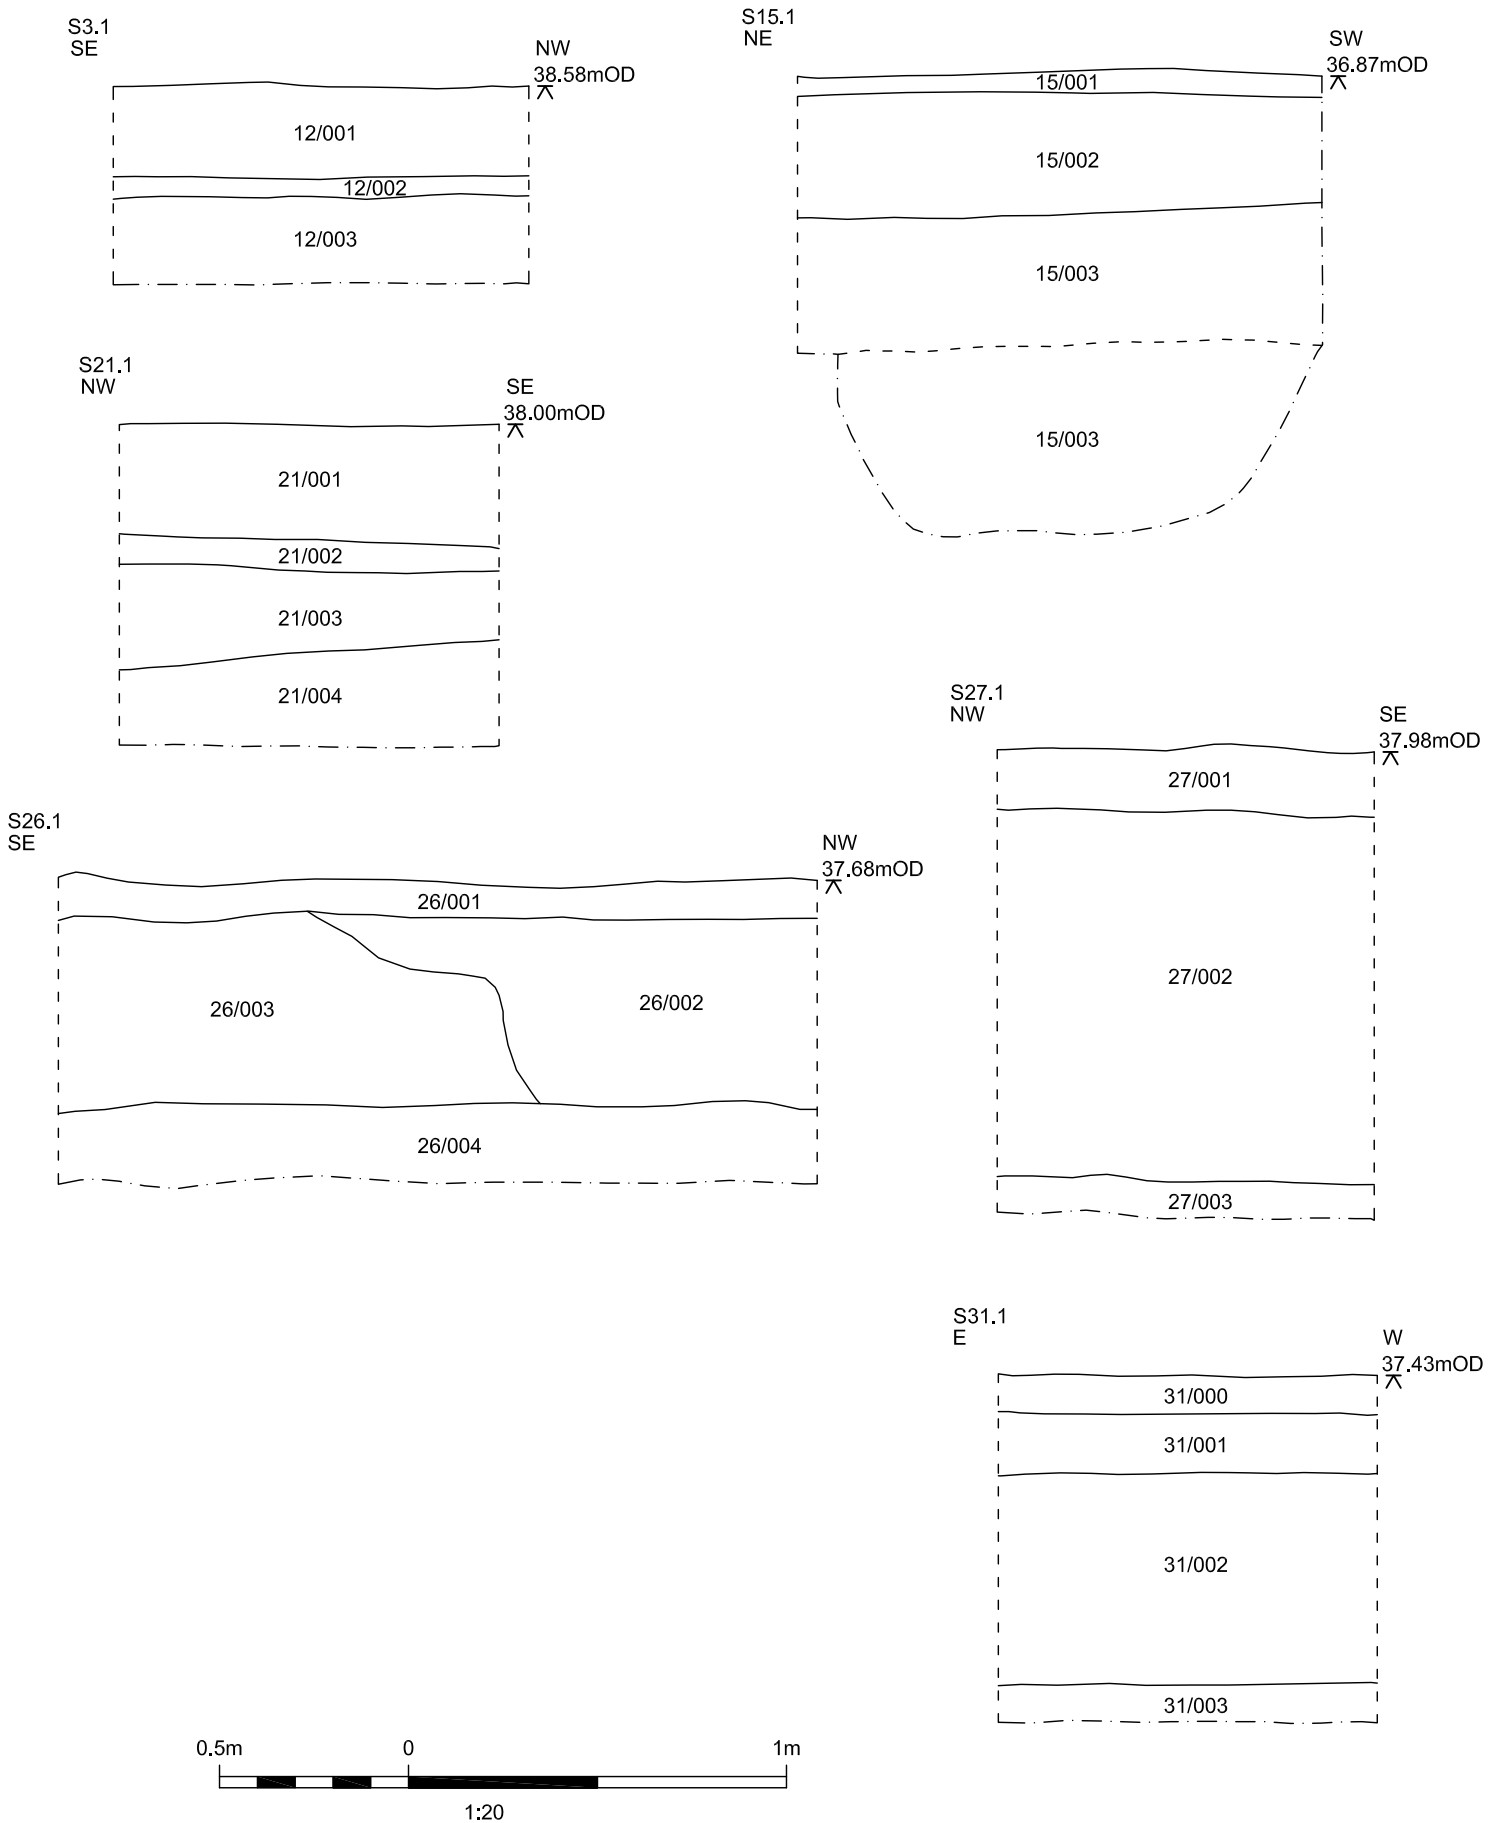 S3.1
SE
NW
38.58mOD
12/001
12/002
12/003
S15.1
NE
SW
36.87mOD
15/001
15/002
15/003
15/003
S21.1
NW
SE
38.00mOD
21/001
21/002
21/003
21/004
S27.1
NW
SE
37.98mOD
27/001
27/002
27/003
S26.1
SE
NW
37.68mOD
26/001
26/003
26/002
26/004
S31.1
E
W
37.43mOD
31/000
31/001
31/002
31/003
0.5m 0 1m
1:20